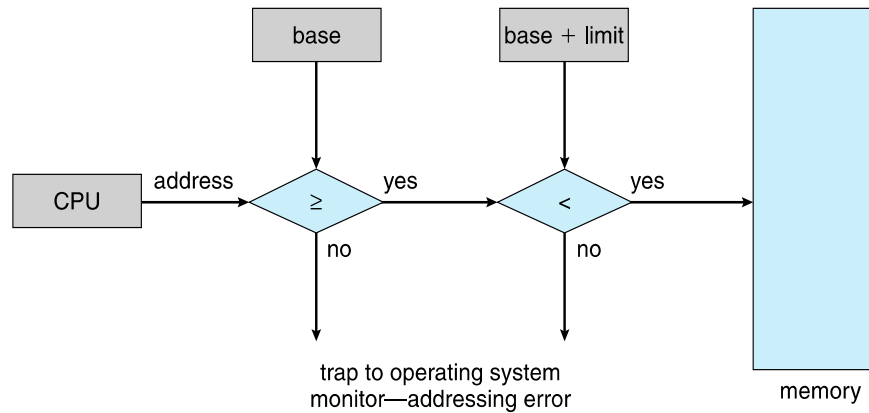 base
base + limit
CPU
address
≥
yes
<
yes
no
no
trap to operating system
monitor—addressing error
memory